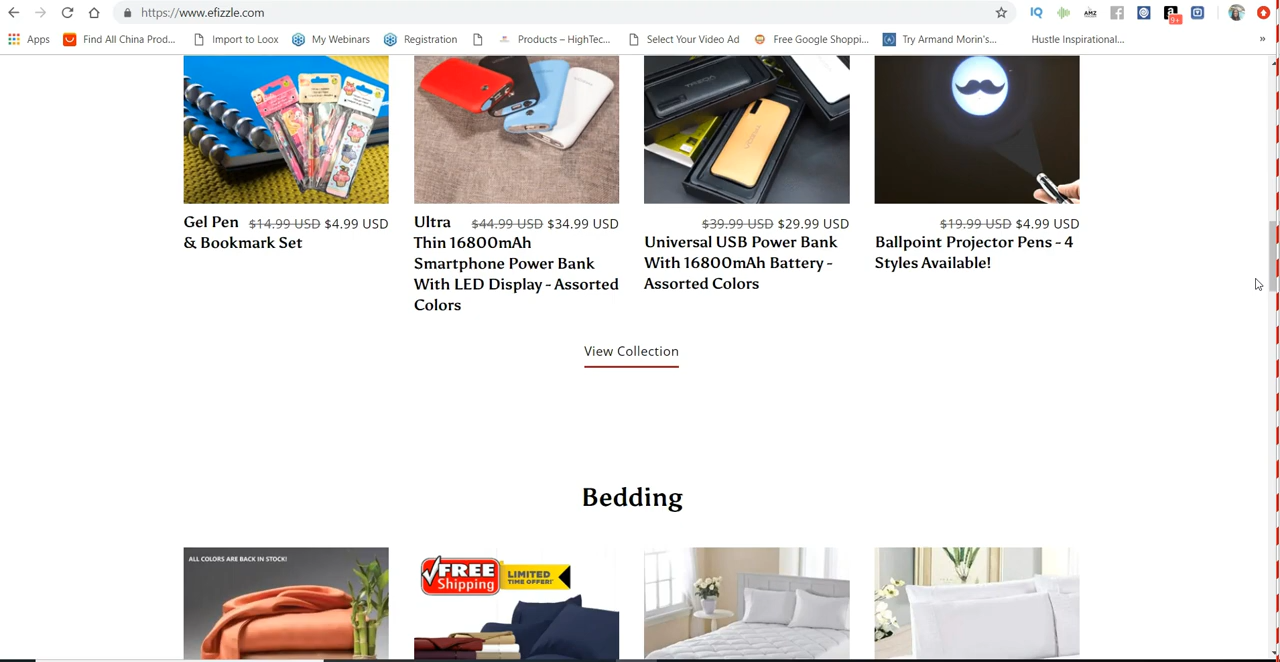 https://www.efizzle.com
IQ
AMZ
9+
Apps
Find All China Prod...
Import to Loox
My Webinars
Registration
Products – HighTec...
Select Your Video Ad
Free Google Shoppi...
Try Armand Morin's...
Hustle Inspirational...
»
Gel Pen & Bookmark Set
$14.99 USD $4.99 USD
Ultra Thin 16800mAh
Smartphone Power Bank
With LED Display - Assorted
Colors
$44.99 USD $34.99 USD
$39.99 USD $29.99 USD
Universal USB Power Bank
With 16800mAh Battery -
Assorted Colors
$19.99 USD $4.99 USD
Ballpoint Projector Pens - 4
Styles Available!
View Collection
Bedding
ALL COLORS ARE BACK IN STOCK!
FREE
Shipping
LIMITED
TIME OFFER!